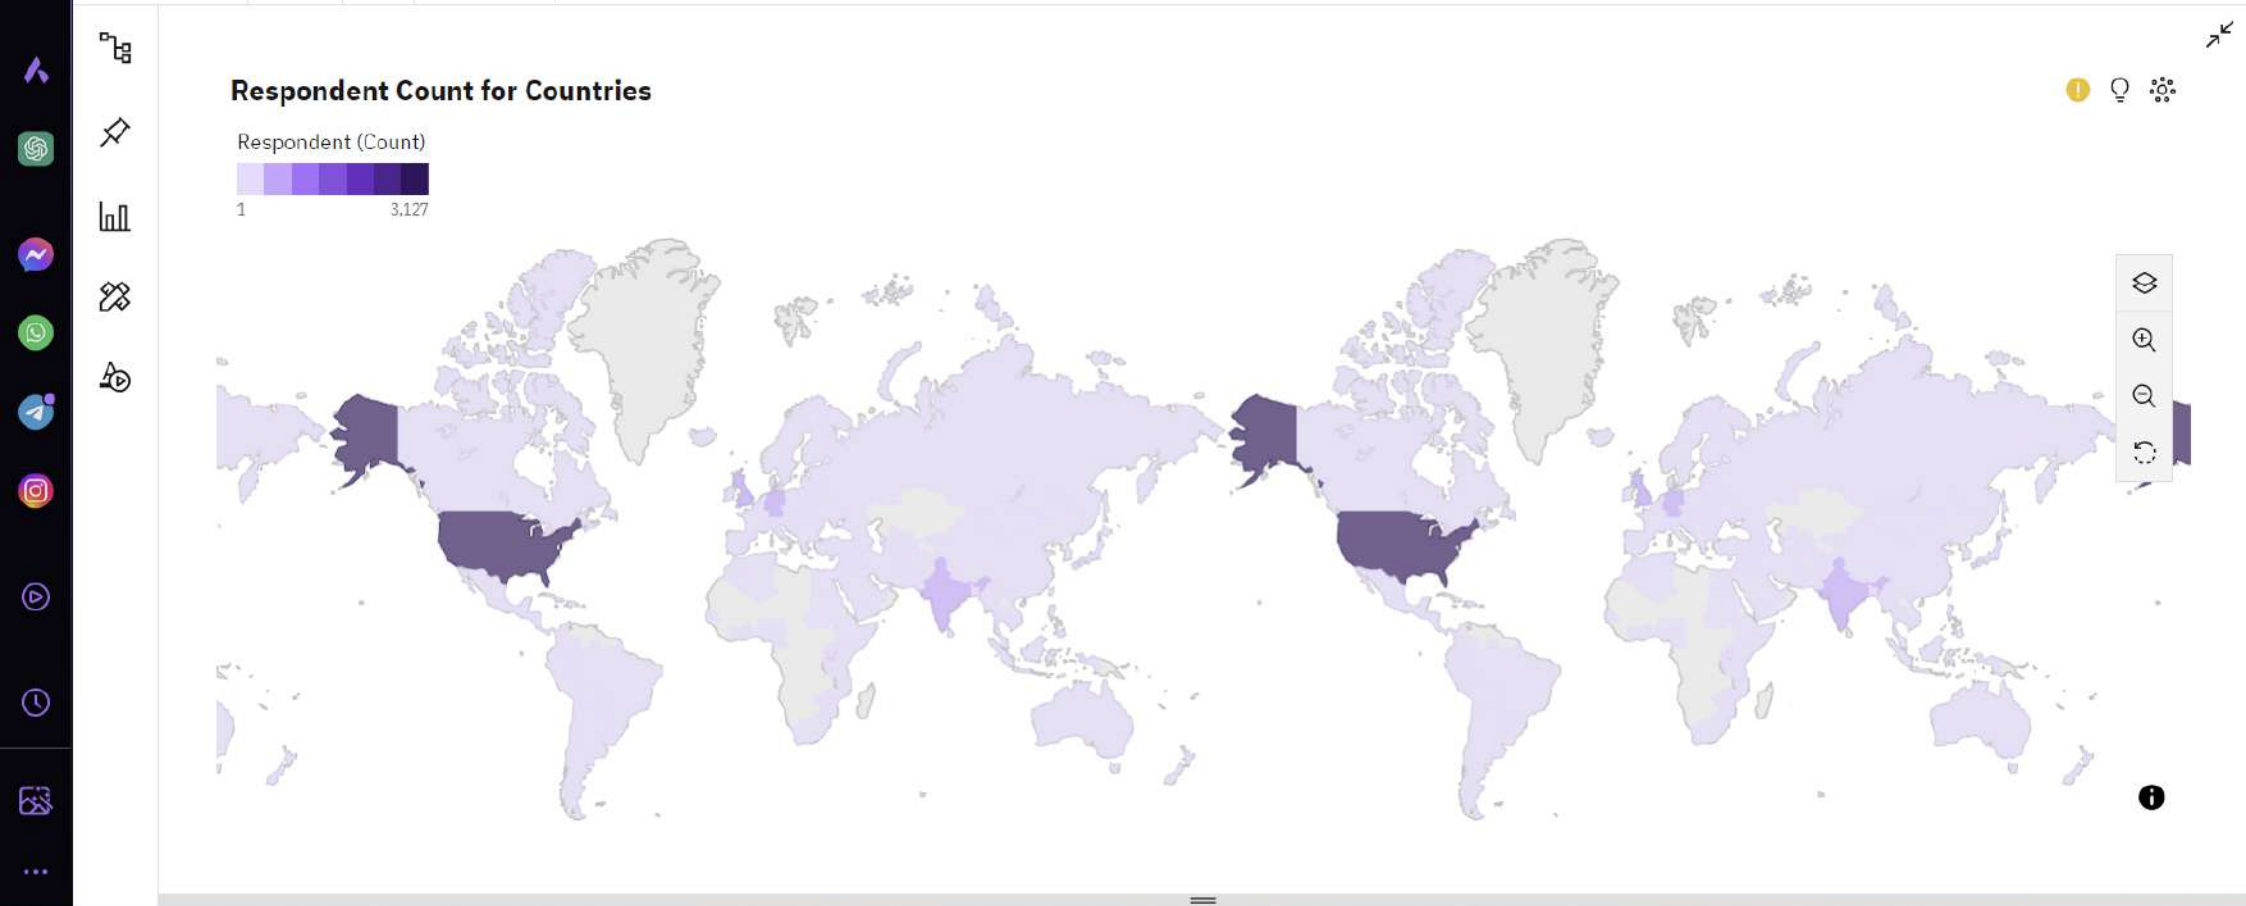 Respondent Count for Countries
Respondent (Count)
1 3,127